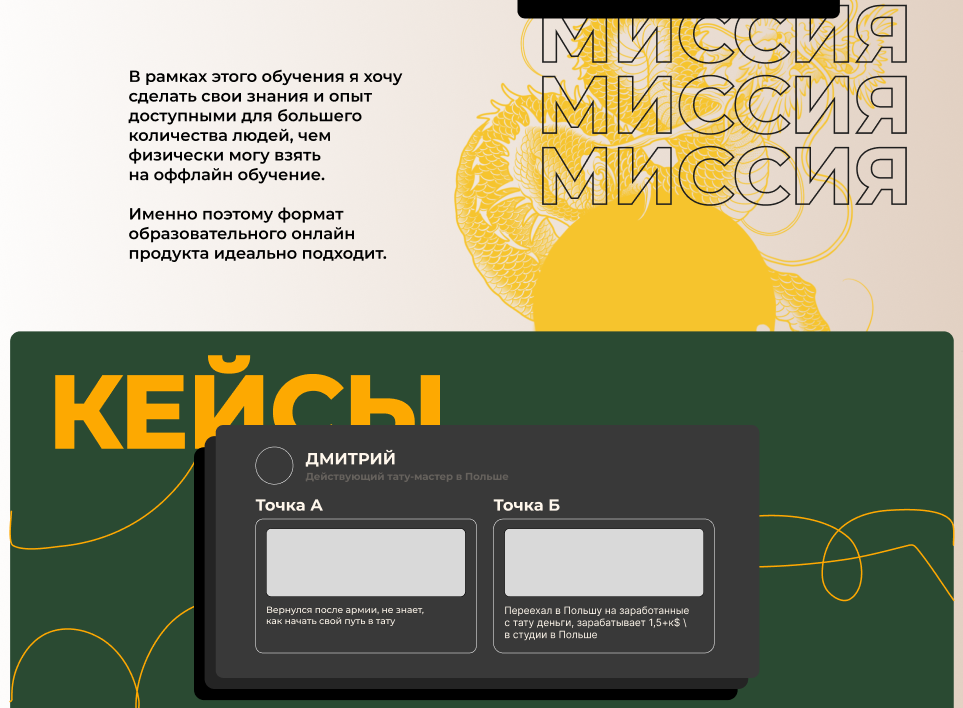 МИССИЯ
МИССИЯ
МИССИЯ
В рамках этого обучения я хочу
сделать свои знания и опыт
доступными для большего
количества людей, чем
физически могу взять
на оффлайн обучение.
Именно поэтому формат
образовательного онлайн
продукта идеально подходит.
КЕЙСЫ
ДМИТРИЙ
Действующий тату-мастер в Польше
Точка А
Вернулся после армии, не знает,
как начать свой путь в тату
Точка Б
Переехал в Польшу на заработанные
с тату деньги, зарабатывает 1,5+к$ \
в студии в Польше